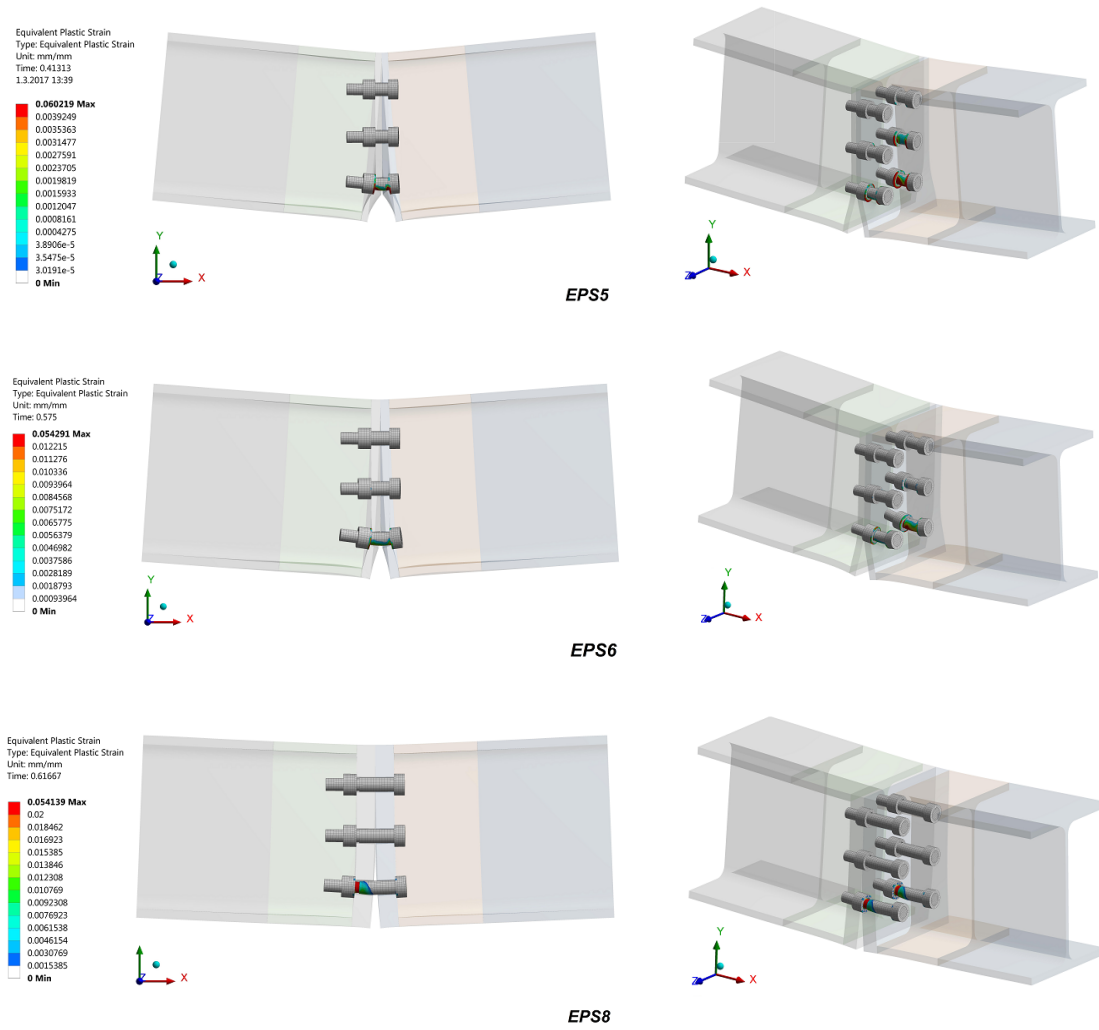 Equivalent Plastic Strain
Type: Equivalent Plastic Strain
Unit: mm/mm
Time: 0.41313
1.3.2017 13:39
0.060219 Max
0.0039249
0.0035363
0.0031477
0.0027591
0.0023705
0.0019819
0.0015933
0.0012047
0.0008161
0.0004275
3.8906e-5
3.5475e-5
3.0191e-5
0 Min
Y
Z
X
Y
Z
X
EPS5
Equivalent Plastic Strain
Type: Equivalent Plastic Strain
Unit: mm/mm
Time: 0.575
0.054291 Max
0.012215
0.011276
0.010336
0.0093964
0.0084568
0.0075172
0.0065775
0.0056379
0.0046982
0.0037586
0.0028189
0.0018793
0.00093964
0 Min
Y
Z
X
Y
Z
X
EPS6
Equivalent Plastic Strain
Type: Equivalent Plastic Strain
Unit: mm/mm
Time: 0.61667
0.054139 Max
0.02
0.018462
0.016923
0.015385
0.013846
0.012308
0.010769
0.0092308
0.0076923
0.0061538
0.0046154
0.0030769
0.0015385
0 Min
X
Y
Z
X
EPS8